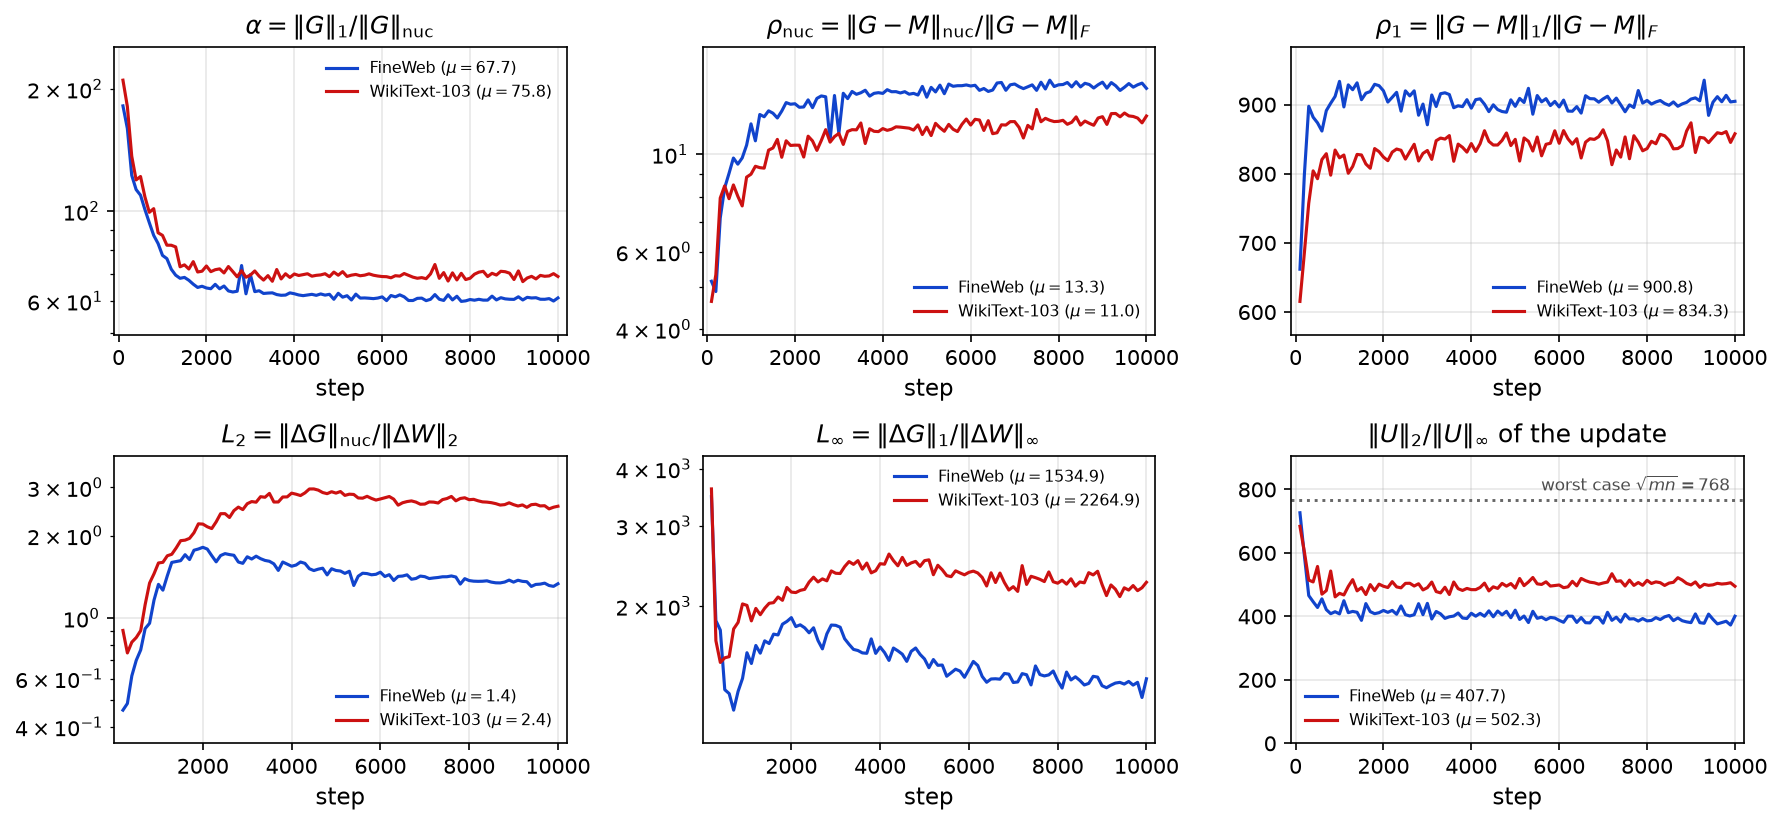 α = ‖G‖₁/‖G‖nuc
2 × 10²
10²
6 × 10¹
FineWeb (μ = 67.7)
WikiText-103 (μ = 75.8)
0 2000 4000 6000 8000 10000
step
ρnuc = ‖G − M‖nuc/‖G − M‖F
10¹
6 × 10⁰
4 × 10⁰
FineWeb (μ = 13.3)
WikiText-103 (μ = 11.0)
0 2000 4000 6000 8000 10000
step
ρ₁ = ‖G − M‖₁/‖G − M‖F
900
800
700
600
FineWeb (μ = 900.8)
WikiText-103 (μ = 834.3)
0 2000 4000 6000 8000 10000
step
L₂ = ‖ΔG‖nuc/‖ΔW‖₂
3 × 10⁰
2 × 10⁰
10⁰
6 × 10⁻¹
4 × 10⁻¹
FineWeb (μ = 1.4)
WikiText-103 (μ = 2.4)
2000 4000 6000 8000 10000
step
L∞ = ‖ΔG‖₁/‖ΔW‖∞
4 × 10³
3 × 10³
2 × 10³
FineWeb (μ = 1534.9)
WikiText-103 (μ = 2264.9)
2000 4000 6000 8000 10000
step
‖U‖₂/‖U‖∞ of the update
800
600
400
200
0
worst case √mn = 768
FineWeb (μ = 407.7)
WikiText-103 (μ = 502.3)
0 2000 4000 6000 8000 10000
step